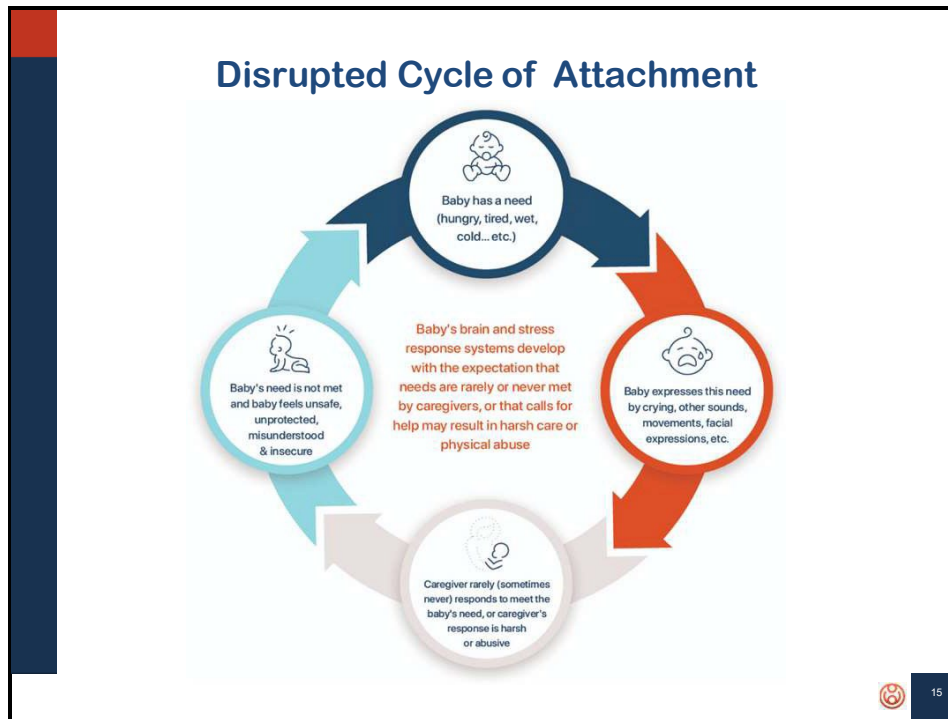 Disrupted Cycle of Attachment
Baby has a need
(hungry, tired, wet,
cold... etc.)
Baby expresses this need
by crying, other sounds,
movements, facial
expressions, etc.
Caregiver rarely (sometimes
never) responds to meet the
baby's need, or caregiver's
response is harsh
or abusive
Baby's need is not met
and baby feels unsafe,
unprotected,
misunderstood
& insecure
Baby's brain and stress
response systems develop
with the expectation that
needs are rarely or never met
by caregivers, or that calls for
help may result in harsh care or
physical abuse
15